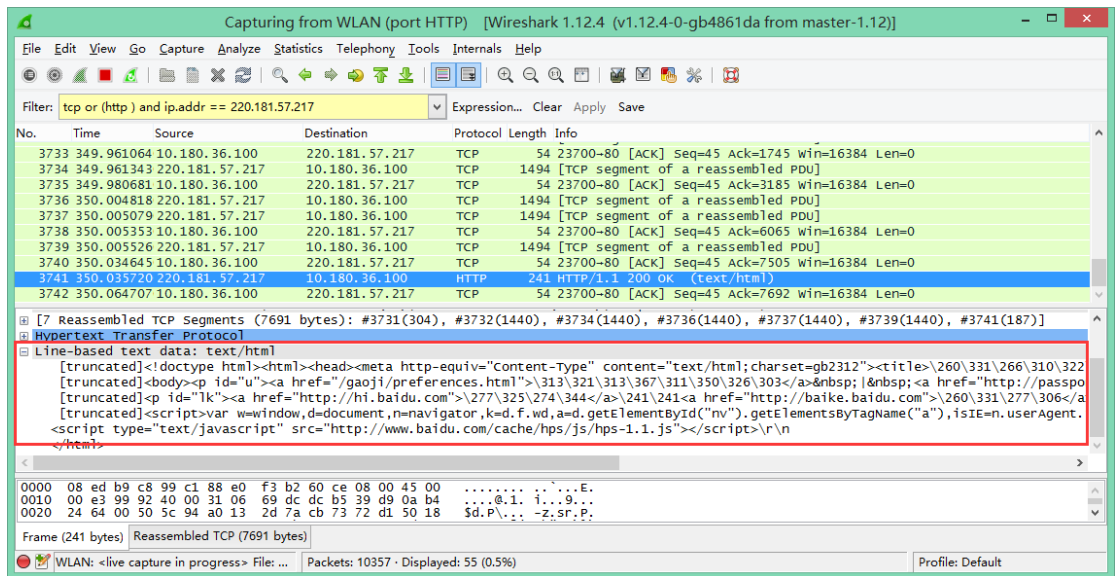 Capturing from WLAN (port HTTP) [Wireshark 1.12.4 (v1.12.4-0-gb4861da from master-1.12)]
File Edit View Go Capture Analyze Statistics Telephony Tools Internals Help
Filter: tcp or (http ) and ip.addr == 220.181.57.217 Expression... Clear Apply Save
No. Time Source Destination Protocol Length Info
3733 349.961064 10.180.36.100 220.181.57.217 TCP 54 23700→80 [ACK] Seq=45 Ack=1745 Win=16384 Len=0
3734 349.961343 220.181.57.217 10.180.36.100 TCP 1494 [TCP segment of a reassembled PDU]
3735 349.980681 10.180.36.100 220.181.57.217 TCP 54 23700→80 [ACK] Seq=45 Ack=3185 Win=16384 Len=0
3736 350.004818 220.181.57.217 10.180.36.100 TCP 1494 [TCP segment of a reassembled PDU]
3737 350.005079 220.181.57.217 10.180.36.100 TCP 1494 [TCP segment of a reassembled PDU]
3738 350.005353 10.180.36.100 220.181.57.217 TCP 54 23700→80 [ACK] Seq=45 Ack=6065 Win=16384 Len=0
3739 350.005526 220.181.57.217 10.180.36.100 TCP 1494 [TCP segment of a reassembled PDU]
3740 350.034645 10.180.36.100 220.181.57.217 TCP 54 23700→80 [ACK] Seq=45 Ack=7505 Win=16384 Len=0
3741 350.035720 220.181.57.217 10.180.36.100 HTTP 241 HTTP/1.1 200 OK (text/html)
3742 350.064707 10.180.36.100 220.181.57.217 TCP 54 23700→80 [ACK] Seq=45 Ack=7692 Win=16384 Len=0
[7 Reassembled TCP Segments (7691 bytes): #3731(304), #3732(1440), #3734(1440), #3736(1440), #3737(1440), #3739(1440), #3741(187)]
Hypertext Transfer Protocol
Line-based text data: text/html
[truncated]<!doctype html><html><head><meta http-equiv="Content-Type" content="text/html;charset=gb2312"><title>\260\331\266\310\322
[truncated]<body><p id="u"><a href="/gaoji/preferences.html">\313\321\313\367\311\350\326\303</a>&nbsp;|&nbsp;<a href="http://passpo
[truncated]<p id="lk"><a href="http://hi.baidu.com">\277\325\274\344</a>\241\241<a href="http://baike.baidu.com">\260\331\277\306</a
[truncated]<script>var w=window,d=document,n=navigator,k=d.f.wd,a=d.getElementById("nv").getElementsByTagName("a"),isIE=n.userAgent.
<script type="text/javascript" src="http://www.baidu.com/cache/hps/js/hps-1.1.js"></script>\r\n
</html>
0000 08 ed b9 c8 99 c1 88 e0 f3 b2 60 ce 08 00 45 00 ........ ..`...E.
0010 00 e3 99 92 40 00 31 06 69 dc dc b5 39 d9 0a b4 ....@.1. i...9...
0020 24 64 00 50 5c 94 a0 13 2d 7a cb 73 72 d1 50 18 $d.P\... -z.sr.P.
Frame (241 bytes) Reassembled TCP (7691 bytes)
WLAN: <live capture in progress> File: ... Packets: 10357 · Displayed: 55 (0.5%) Profile: Default